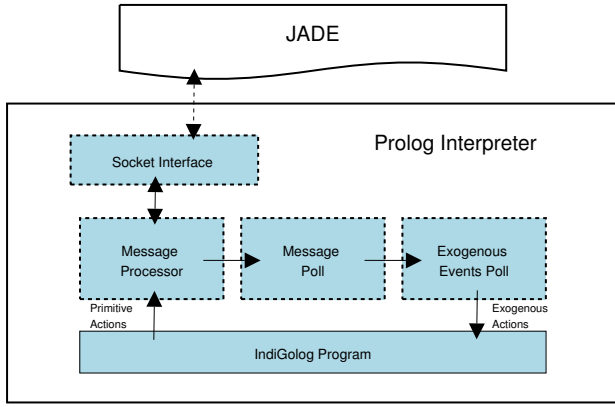 JADE
Prolog Interpreter
Socket Interface
Message
Processor
Message
Poll
Exogenous
Events Poll
Primitive
Actions
Exogenous
Actions
IndiGolog Program